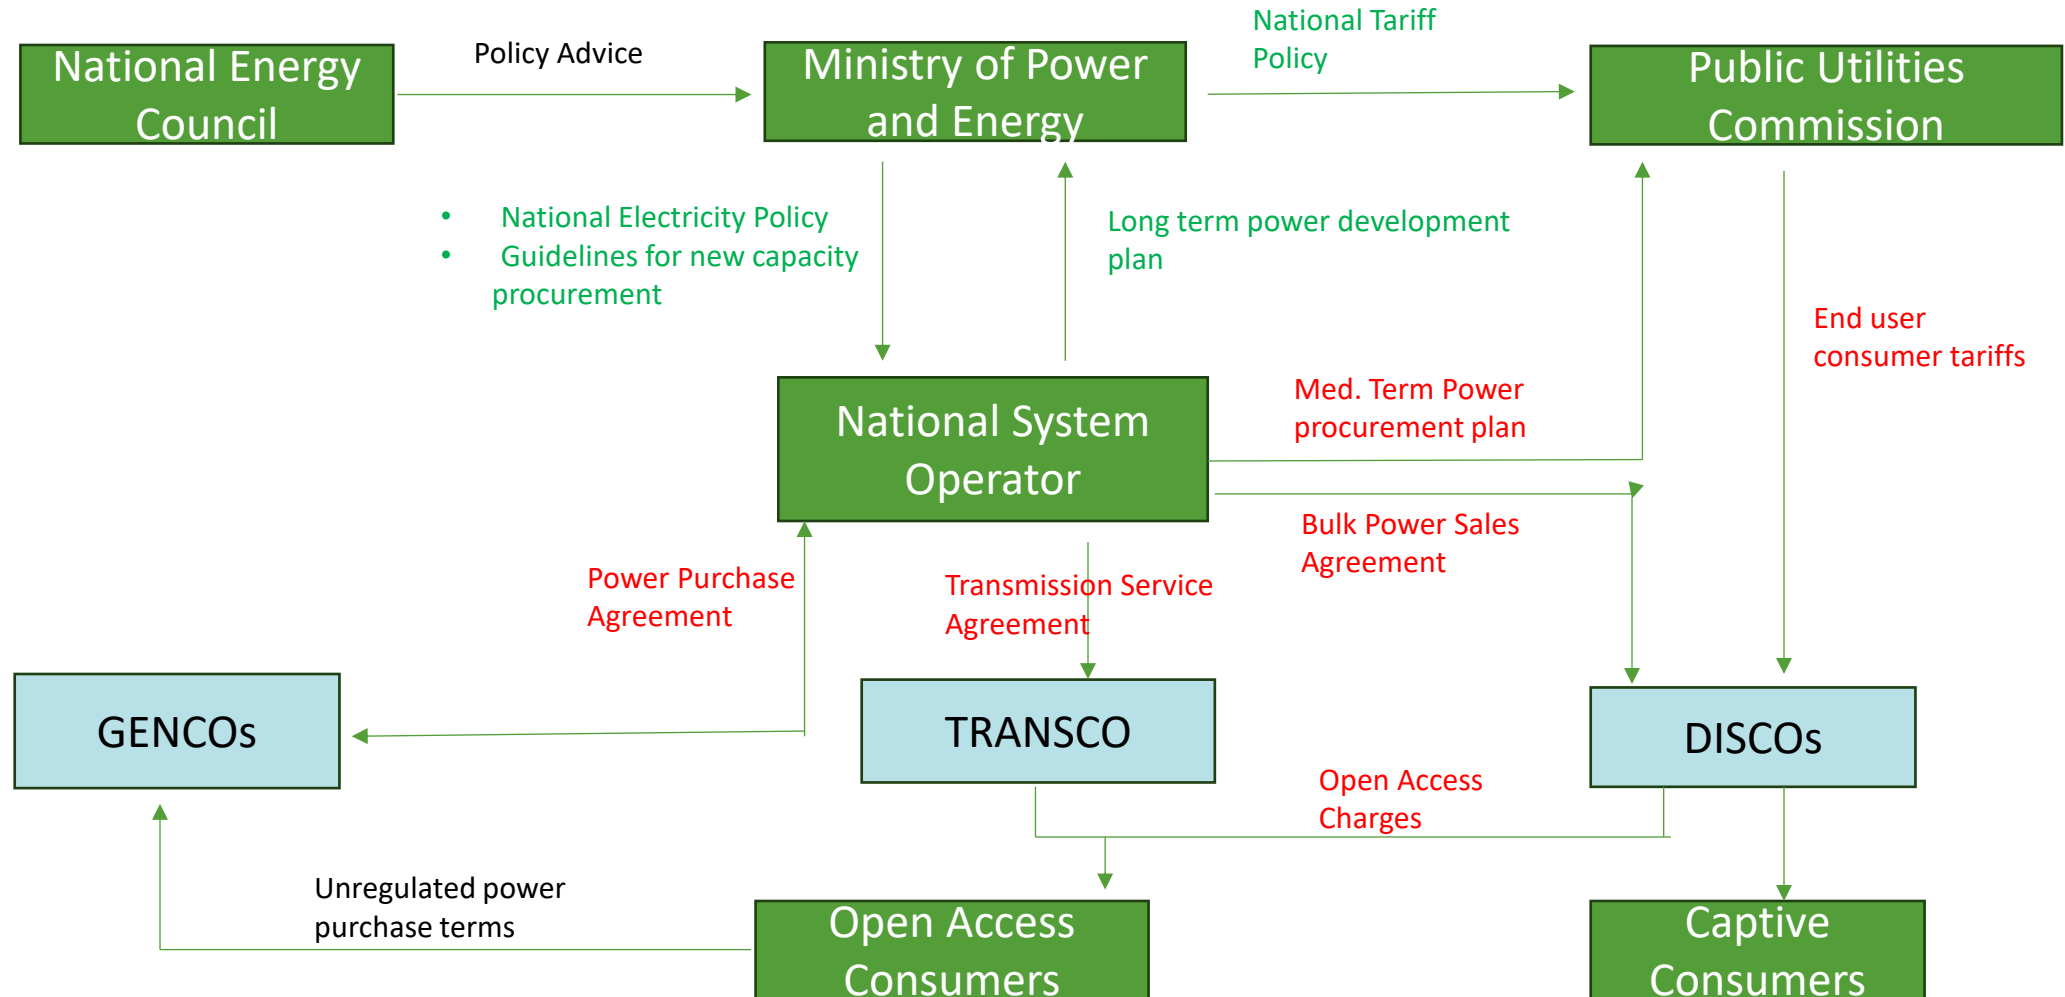 National Energy
Council
Policy Advice
Ministry of Power
and Energy
National Tariff
Policy
Public Utilities
Commission
• National Electricity Policy
• Guidelines for new capacity
procurement
Long term power development
plan
End user
consumer tariffs
National System
Operator
Med. Term Power
procurement plan
Bulk Power Sales
Agreement
Power Purchase
Agreement
Transmission Service
Agreement
GENCOs
TRANSCO
DISCOs
Open Access
Charges
Unregulated power
purchase terms
Open Access
Consumers
Captive
Consumers